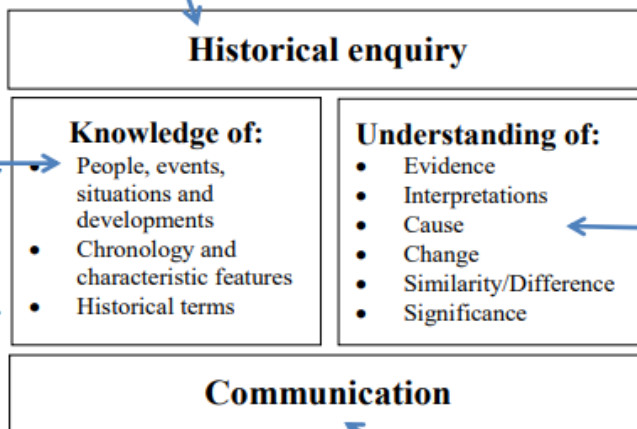 Historical enquiry
Knowledge of:
• People, events,
situations and
developments
• Chronology and
characteristic features
• Historical terms
Understanding of:
• Evidence
• Interpretations
• Cause
• Change
• Similarity/Difference
• Significance
Communication